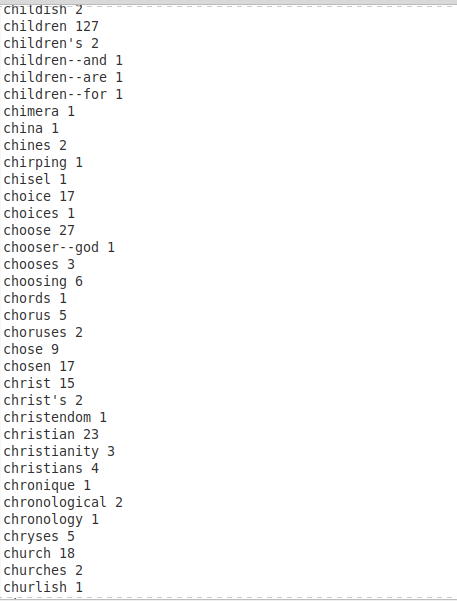 childish 2
children 127
children's 2
children--and 1
children--are 1
children--for 1
chimera 1
china 1
chines 2
chirping 1
chisel 1
choice 17
choices 1
choose 27
chooser--god 1
chooses 3
choosing 6
chords 1
chorus 5
choruses 2
chose 9
chosen 17
christ 15
christ's 2
christendom 1
christian 23
christianity 3
christians 4
chronique 1
chronological 2
chronology 1
chryses 5
church 18
churches 2
churlish 1